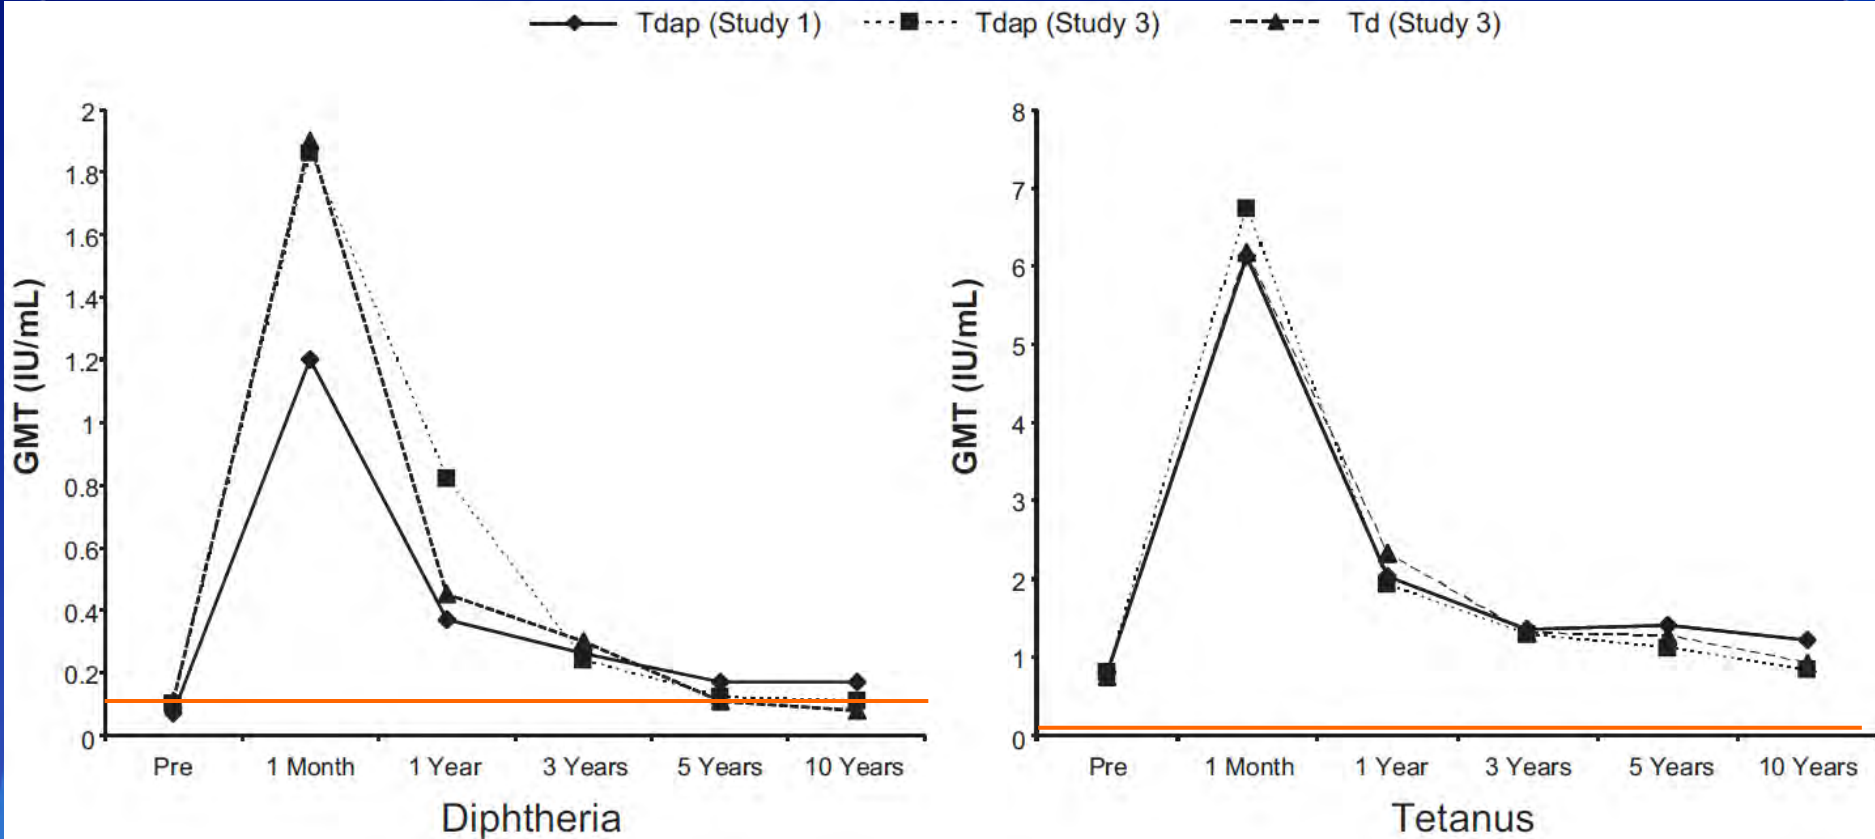 Tdap (Study 1) Tdap (Study 3) Td (Study 3)
GMT (IU/mL)
2
1.8
1.6
1.4
1.2
1
0.8
0.6
0.4
0.2
0
Pre 1 Month 1 Year 3 Years 5 Years 10 Years
Diphtheria
GMT (IU/mL)
8
7
6
5
4
3
2
1
0
Pre 1 Month 1 Year 3 Years 5 Years 10 Years
Tetanus